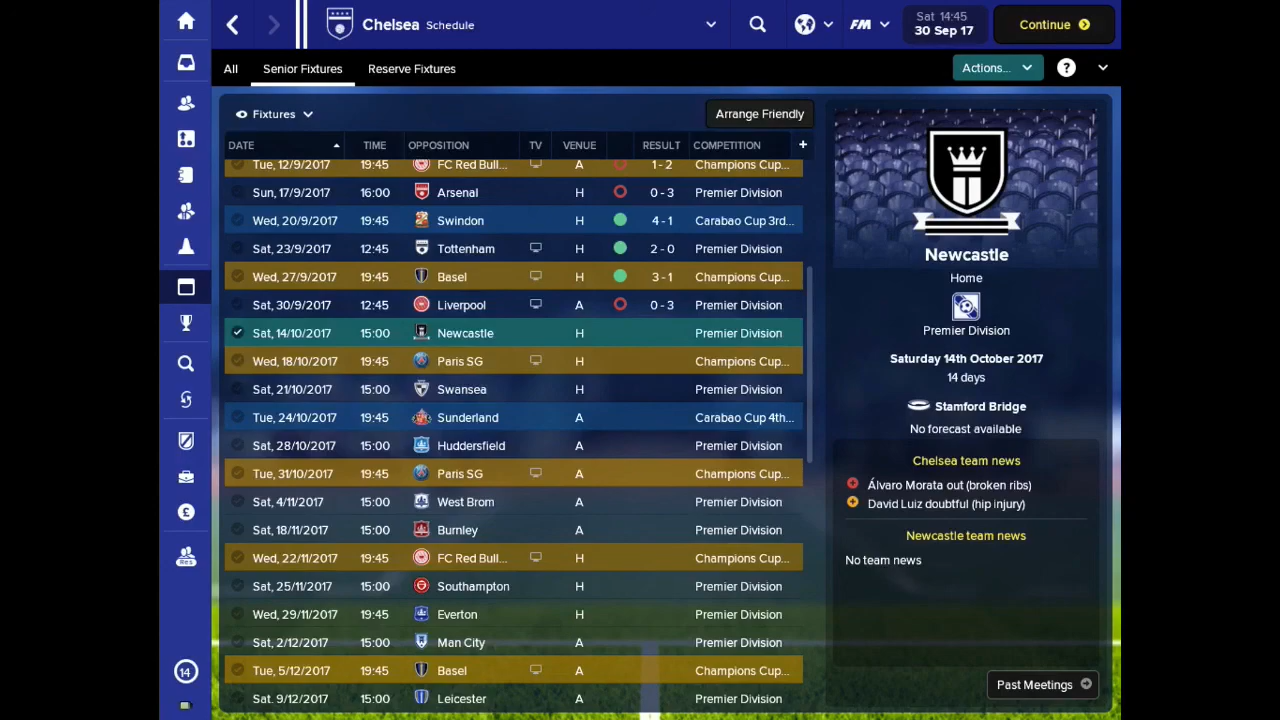 Chelsea Schedule
FM
Sat 14:45
30 Sep 17
Continue
All
Senior Fixtures
Reserve Fixtures
Actions...
?
Fixtures
Arrange Friendly
DATE TIME OPPOSITION TV VENUE RESULT COMPETITION +
Tue, 12/9/2017 19:45 FC Red Bull... A 1 - 2 Champions Cup...
Sun, 17/9/2017 16:00 Arsenal H 0 - 3 Premier Division
Wed, 20/9/2017 19:45 Swindon H 4 - 1 Carabao Cup 3rd...
Sat, 23/9/2017 12:45 Tottenham H 2 - 0 Premier Division
Wed, 27/9/2017 19:45 Basel H 3 - 1 Champions Cup...
Sat, 30/9/2017 12:45 Liverpool A 0 - 3 Premier Division
Sat, 14/10/2017 15:00 Newcastle H Premier Division
Wed, 18/10/2017 19:45 Paris SG H Champions Cup...
Sat, 21/10/2017 15:00 Swansea H Premier Division
Tue, 24/10/2017 19:45 Sunderland A Carabao Cup 4th...
Sat, 28/10/2017 15:00 Huddersfield A Premier Division
Tue, 31/10/2017 19:45 Paris SG A Champions Cup...
Sat, 4/11/2017 15:00 West Brom A Premier Division
Sat, 18/11/2017 15:00 Burnley A Premier Division
Wed, 22/11/2017 19:45 FC Red Bull... H Champions Cup...
Sat, 25/11/2017 15:00 Southampton H Premier Division
Wed, 29/11/2017 19:45 Everton H Premier Division
Sat, 2/12/2017 15:00 Man City A Premier Division
Tue, 5/12/2017 19:45 Basel A Champions Cup...
Sat, 9/12/2017 15:00 Leicester A Premier Division
Newcastle
Home
Premier Division
Saturday 14th October 2017
14 days
Stamford Bridge
No forecast available
Chelsea team news
Álvaro Morata out (broken ribs)
David Luiz doubtful (hip injury)
Newcastle team news
No team news
Past Meetings
£
14